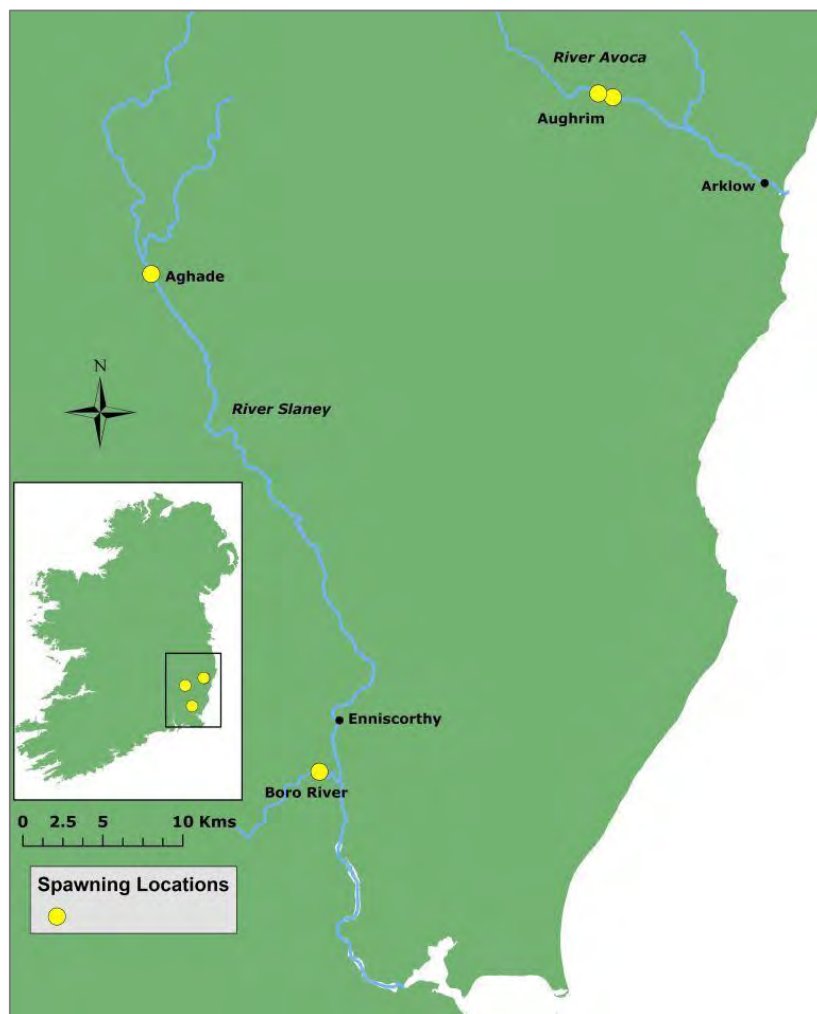 River Avoca
Aughrim
Arklow
Aghade
N
River Slaney
Enniscorthy
Boro River
0 2.5 5 10 Kms
Spawning Locations